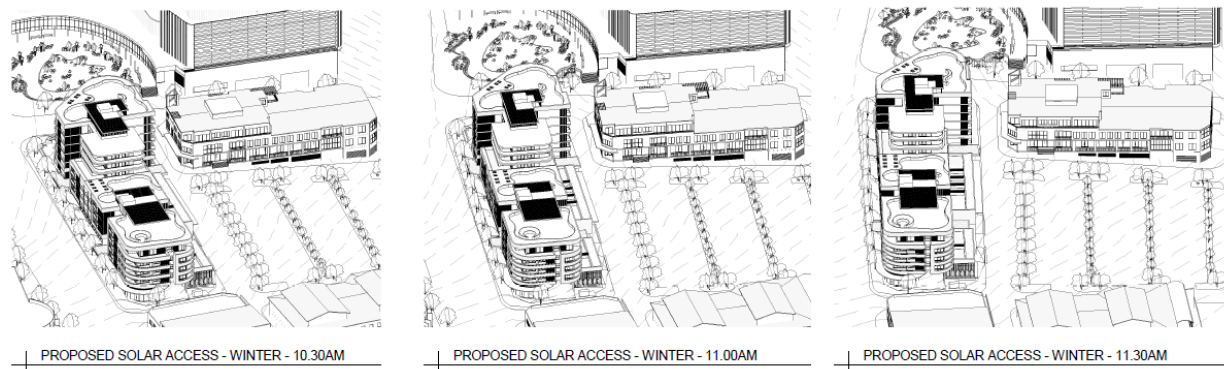 PROPOSED SOLAR ACCESS - WINTER - 10.30AM
PROPOSED SOLAR ACCESS - WINTER - 11.00AM
PROPOSED SOLAR ACCESS - WINTER - 11.30AM